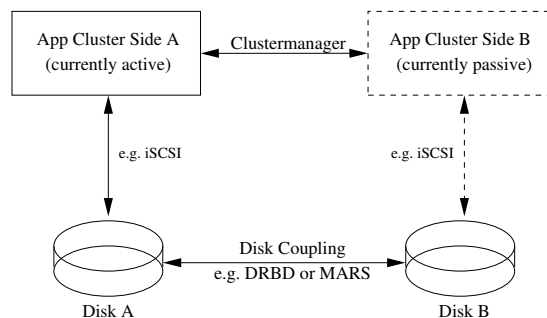 App Cluster Side A
(currently active)
Clustermanager
App Cluster Side B
(currently passive)
e.g. iSCSI
e.g. iSCSI
Disk Coupling
e.g. DRBD or MARS
Disk A
Disk B